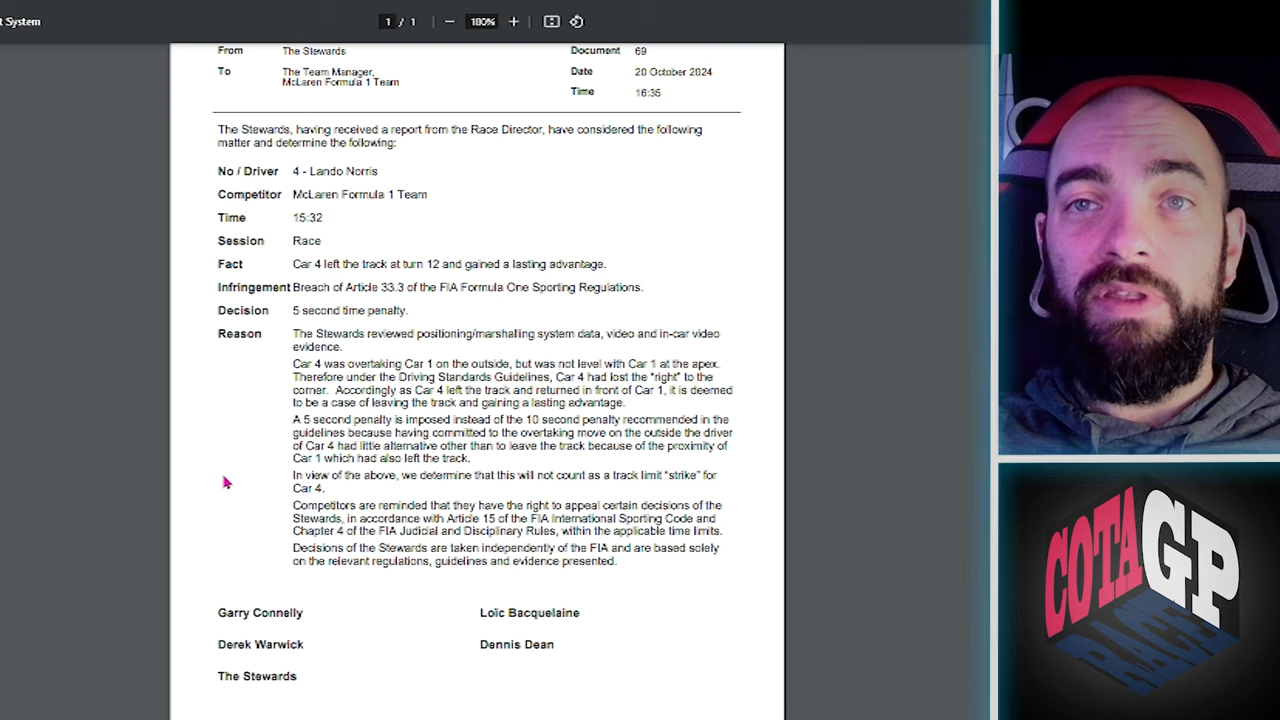 t System
1 / 1
180%
From The Stewards Document 69
To The Team Manager, Date 20 October 2024
McLaren Formula 1 Team
Time 16:35
The Stewards, having received a report from the Race Director, have considered the following
matter and determine the following:
No / Driver 4 - Lando Norris
Competitor McLaren Formula 1 Team
Time 15:32
Session Race
Fact Car 4 left the track at turn 12 and gained a lasting advantage.
Infringement Breach of Article 33.3 of the FIA Formula One Sporting Regulations.
Decision 5 second time penalty.
Reason The Stewards reviewed positioning/marshalling system data, video and in-car video
evidence.
Car 4 was overtaking Car 1 on the outside, but was not level with Car 1 at the apex.
Therefore under the Driving Standards Guidelines, Car 4 had lost the "right" to the
corner. Accordingly as Car 4 left the track and returned in front of Car 1, it is deemed
to be a case of leaving the track and gaining a lasting advantage.
A 5 second penalty is imposed instead of the 10 second penalty recommended in the
guidelines because having committed to the overtaking move on the outside the driver
of Car 4 had little alternative other than to leave the track because of the proximity of
Car 1 which had also left the track.
In view of the above, we determine that this will not count as a track limit "strike" for
Car 4.
Competitors are reminded that they have the right to appeal certain decisions of the
Stewards, in accordance with Article 15 of the FIA International Sporting Code and
Chapter 4 of the FIA Judicial and Disciplinary Rules, within the applicable time limits.
Decisions of the Stewards are taken independently of the FIA and are based solely
on the relevant regulations, guidelines and evidence presented.
Garry Connelly Loïc Bacquelaine
Derek Warwick Dennis Dean
The Stewards
COTA GP
RACE